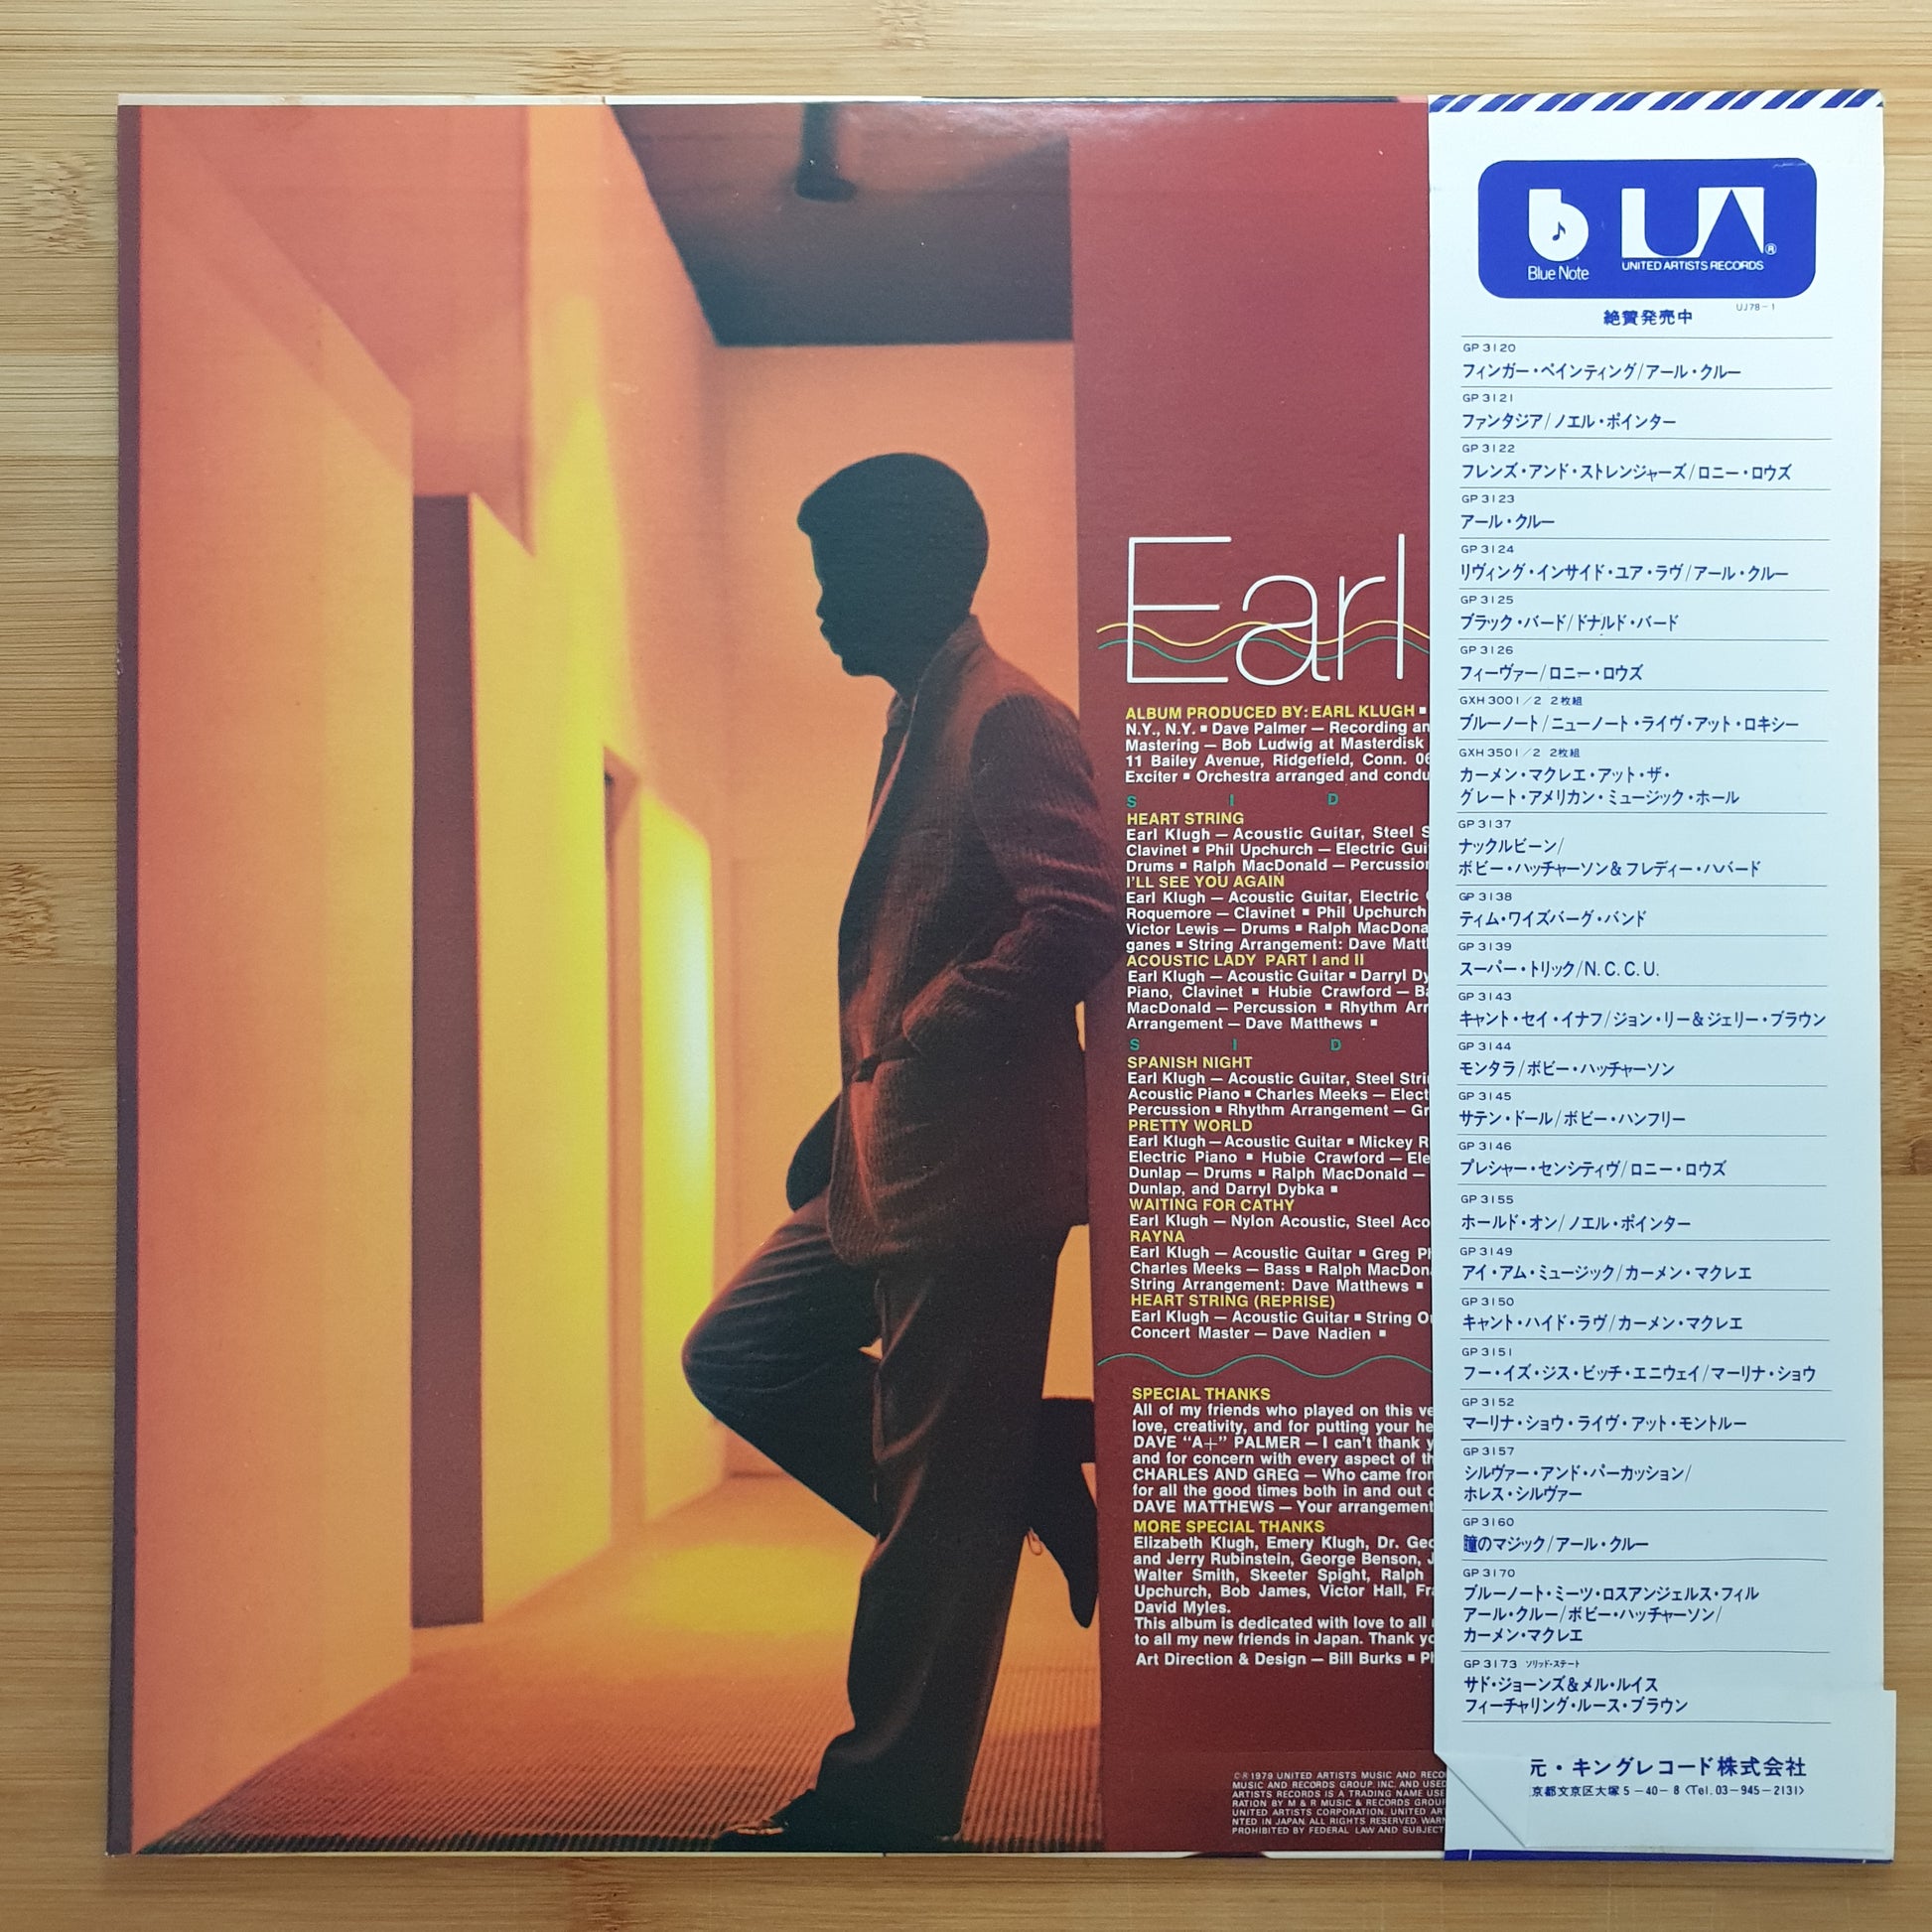 Earl
ALBUM PRODUCED BY: EARL KLUGH ▪
N.Y., N.Y. ▪ Dave Palmer — Recording
Mastering — Bob Ludwig at Masterdisk
11 Bailey Avenue, Ridgefield, Conn.
Exciter ▪ Orchestra arranged and
S I D
HEART STRING
Earl Klugh — Acoustic Guitar, Steel
Clavinet ▪ Phil Upchurch — Electric
Drums ▪ Ralph MacDonald —
I'LL SEE YOU AGAIN
Earl Klugh — Acoustic Guitar, Electric
Roquemore — Clavinet ▪ Phil Upchurch
Victor Lewis — Drums ▪ Ralph
ganes ▪ String Arrangement: Dave
ACOUSTIC LADY PART I and II
Earl Klugh — Acoustic Guitar ▪ Darryl
Piano, Clavinet ▪ Hubie Crawford —
MacDonald — Percussion ▪ Rhythm
Arrangement — Dave Matthews ▪
S I D
SPANISH NIGHT
Earl Klugh — Acoustic Guitar, Steel
Acoustic Piano ▪ Charles Meeks —
Percussion ▪ Rhythm Arrangement —
PRETTY WORLD
Earl Klugh — Acoustic Guitar ▪ Mickey
Electric Piano ▪ Hubie Crawford —
Dunlap — Drums ▪ Ralph MacDonald —
Dunlap, and Darryl Dybka ▪
WAITING FOR CATHY
Earl Klugh — Nylon Acoustic, Steel
RAYNA
Earl Klugh — Acoustic Guitar ▪ Greg
Charles Meeks — Bass ▪ Ralph
String Arrangement: Dave Matthews ▪
HEART STRING (REPRISE)
Earl Klugh — Acoustic Guitar ▪ String
Concert Master — Dave Nadien ▪
SPECIAL THANKS
All of my friends who played on this
love, creativity, and for putting your
DAVE “A+” PALMER — I can't thank
and for concern with every aspect of
CHARLES AND GREG — Who came
for all the good times both in and out
DAVE MATTHEWS — Your
MORE SPECIAL THANKS
Elizabeth Klugh, Emery Klugh, Dr.
and Jerry Rubinstein, George Benson,
Walter Smith, Skeeter Spight, Ralph
Upchurch, Bob James, Victor Hall,
David Myles.
This album is dedicated with love to all
to all my new friends in Japan. Thank
Art Direction & Design — Bill Burks ▪
©℗1979 UNITED ARTISTS MUSIC AND
MUSIC AND RECORDS GROUP, INC. AND USED
ARTISTS RECORDS IS A TRADING NAME
RATION BY M & R MUSIC & RECORDS
UNITED ARTISTS CORPORATION. UNITED
NTED IN JAPAN. ALL RIGHTS RESERVED.
PROHIBITED BY FEDERAL LAW AND SUBJECT
b UA®
Blue Note UNITED ARTISTS RECORDS
UJ78-1
絶賛発売中
GP 3120
フィンガー・ペインティング/アール・クルー
GP 3121
ファンタジア/ノエル・ポインター
GP 3122
フレンズ・アンド・ストレンジャーズ/ロニー・ロウズ
GP 3123
アール・クルー
GP 3124
リヴィング・インサイド・ユア・ラヴ/アール・クルー
GP 3125
ブラック・バード/ドナルド・バード
GP 3126
フィーヴァー/ロニー・ロウズ
GXH 3001/2 2枚組
ブルーノート/ニューノート・ライヴ・アット・ロキシー
GXH 3501/2 2枚組
カーメン・マクレエ・アット・ザ・
グレート・アメリカン・ミュージック・ホール
GP 3137
ナックルビーン/
ボビー・ハッチャーソン&フレディー・ハバード
GP 3138
ティム・ワイズバーグ・バンド
GP 3139
スーパー・トリック/N.C.C.U.
GP 3143
キャント・セイ・イナフ/ジョン・リー&ジェリー・ブラウン
GP 3144
モンタラ/ボビー・ハッチャーソン
GP 3145
サテン・ドール/ボビー・ハンフリー
GP 3146
プレシャー・センシティヴ/ロニー・ロウズ
GP 3155
ホールド・オン/ノエル・ポインター
GP 3149
アイ・アム・ミュージック/カーメン・マクレエ
GP 3150
キャント・ハイド・ラヴ/カーメン・マクレエ
GP 3151
フー・イズ・ジス・ビッチ・エニウェイ/マーリナ・ショウ
GP 3152
マーリナ・ショウ・ライヴ・アット・モントルー
GP 3157
シルヴァー・アンド・パーカッション/
ホレス・シルヴァー
GP 3160
瞳のマジック/アール・クルー
GP 3170
ブルーノート・ミーツ・ロスアンジェルス・フィル
アール・クルー/ボビー・ハッチャーソン/
カーメン・マクレエ
GP 3173 ソリッド・ステート
サド・ジョーンズ&メル・ルイス
フィーチャリング・ルース・ブラウン
元・キングレコード株式会社
京都文京区大塚5-40-8〈Tel.03-945-2131〉